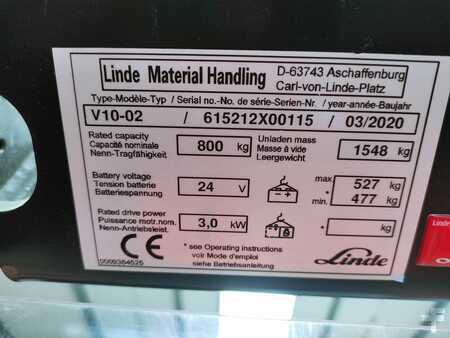 Linde Material Handling
D-63743 Aschaffenburg
Carl-von-Linde-Platz
Type-Modèle-Typ / Serial no.-No. de série-Serien-Nr. / year-année-Baujahr
V10-02 / 615212X00115 / 03/2020
Rated capacity
Capacité nominale
Nenn-Tragfähigkeit
800 kg
Unladen mass
Masse à vide
Leergewicht
1548 kg
Battery voltage
Tension batterie
Batteriespannung
24 V
max. 527 kg
*
min. 477 kg
Rated drive power
Puissance mot. nom.
Nenn-Antriebsleist.
3,0 kW
* kg
CE
* see Operating instructions
voir Mode d'emploi
siehe Betriebsanleitung
Linde
0009384525